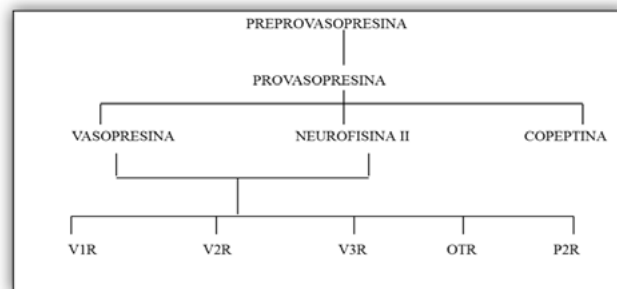 PREPROVASOPRESINA
PROVASOPRESINA
VASOPRESINA NEUROFISINA II COPEPTINA
V1R V2R V3R OTR P2R